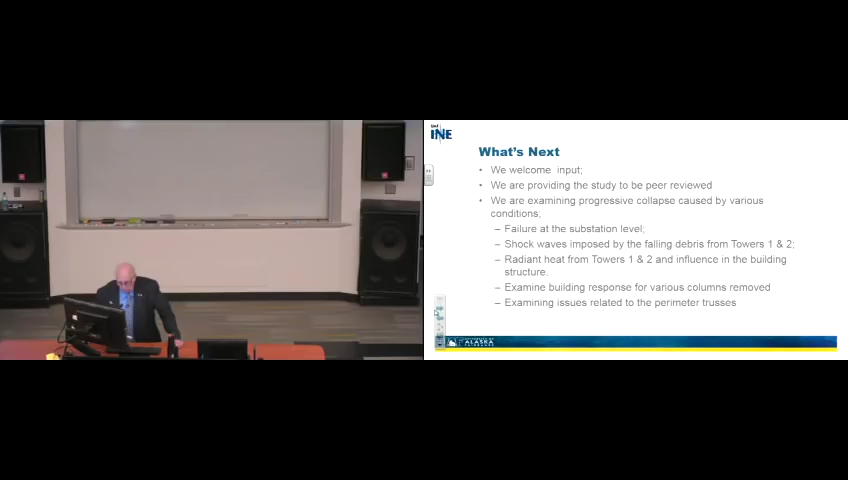 INE
What's Next
• We welcome input;
• We are providing the study to be peer reviewed
• We are examining progressive collapse caused by various
conditions;
– Failure at the substation level;
– Shock waves imposed by the falling debris from Towers 1 & 2;
– Radiant heat from Towers 1 & 2 and influence in the building
structure.
– Examine building response for various columns removed
– Examining issues related to the perimeter trusses
ALASKA